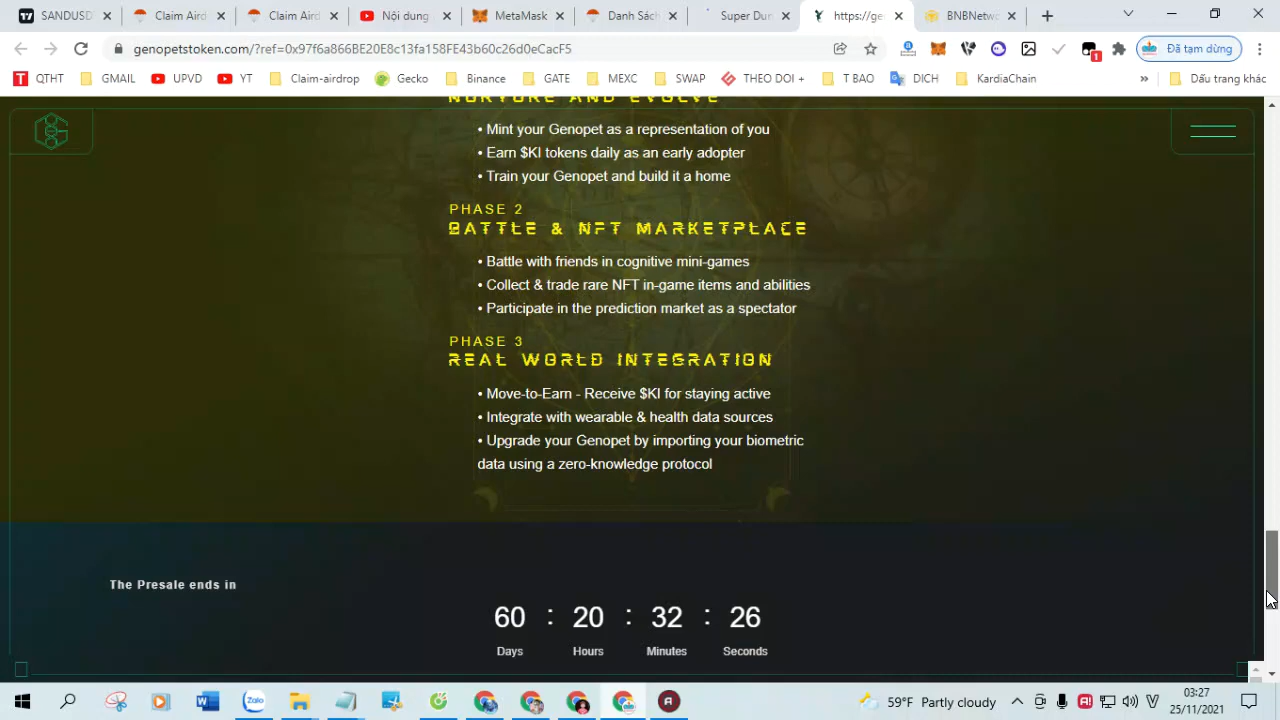 SANDUSD
Claim Aird
Claim Aird
Nội dung
MetaMask
Danh Sách
Super Dun
https://ge
BNBNetwo
genopetstoken.com/?ref=0x97f6a866BE20E8c13fa158FE43b60c26d0eCacF5
Đã tạm dừng
QTHT
GMAIL
UPVD
YT
Claim-airdrop
Gecko
Binance
GATE
MEXC
SWAP
THEO DOI +
T BAO
DICH
KardiaChain
»
Dấu trang khác
NURTURE AND EVOLVE
• Mint your Genopet as a representation of you
• Earn $KI tokens daily as an early adopter
• Train your Genopet and build it a home
PHASE 2
BATTLE & NFT MARKETPLACE
• Battle with friends in cognitive mini-games
• Collect & trade rare NFT in-game items and abilities
• Participate in the prediction market as a spectator
PHASE 3
REAL WORLD INTEGRATION
• Move-to-Earn - Receive $KI for staying active
• Integrate with wearable & health data sources
• Upgrade your Genopet by importing your biometric
data using a zero-knowledge protocol
The Presale ends in
60 : 20 : 32 : 26
Days Hours Minutes Seconds
Zalo
59°F Partly cloudy
03:27
25/11/2021